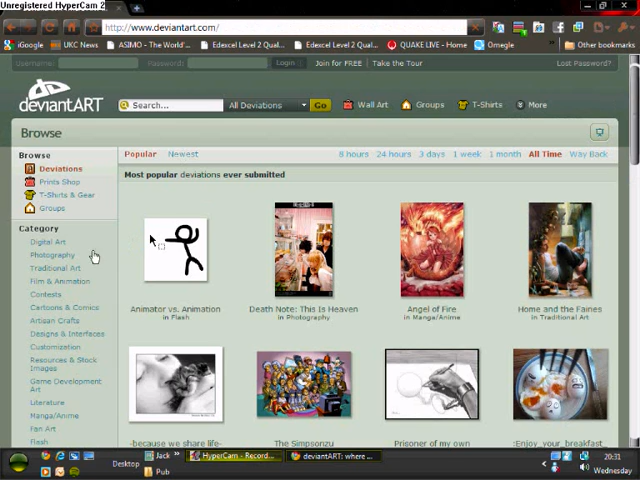 Unregistered HyperCam 2
http://www.deviantart.com/
iGoogle UKC News ASIMO - The World'... Edexcel Level 2 Qual... Edexcel Level 2 Qual... QUAKE LIVE - Home Omegle Other bookmarks
Username: Password: Login Join for FREE Take the Tour Lost Password?
deviantART
Search... All Deviations Go Wall Art Groups T-Shirts More
Browse
Browse
Deviations
Prints Shop
T-Shirts & Gear
Groups
Category
Digital Art
Photography
Traditional Art
Film & Animation
Contests
Cartoons & Comics
Artisan Crafts
Designs & Interfaces
Customization
Resources & Stock
Images
Game Development
Art
Literature
Manga/Anime
Fan Art
Flash
Popular Newest 8 hours 24 hours 3 days 1 week 1 month All Time Way Back
Most popular deviations ever submitted
Animator vs. Animation
in Flash
Death Note: This Is Heaven
in Photography
Angel of Fire
in Manga/Anime
Home and the Fairies
in Traditional Art
-because we share life-
The Simpsonzu
Prisoner of my own
:Enjoy_your_breakfast_
Desktop Jack Pub HyperCam - Record... deviantART: where ... 20:31
Wednesday